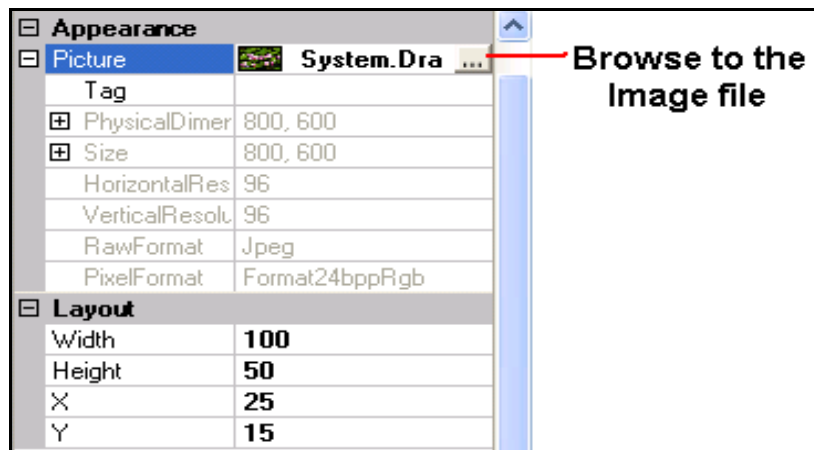 Appearance
Picture System.Dra ...
Tag
PhysicalDimer 800, 600
Size 800, 600
HorizontalRes 96
VerticalResolu 96
RawFormat Jpeg
PixelFormat Format24bppRgb
Layout
Width 100
Height 50
X 25
Y 15
Browse to the
Image file